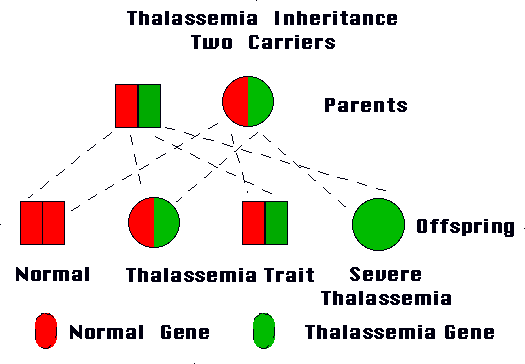 Thalassemia Inheritance
Two Carriers
Parents
Offspring
Normal Thalassemia Trait Severe
Thalassemia
Normal Gene Thalassemia Gene